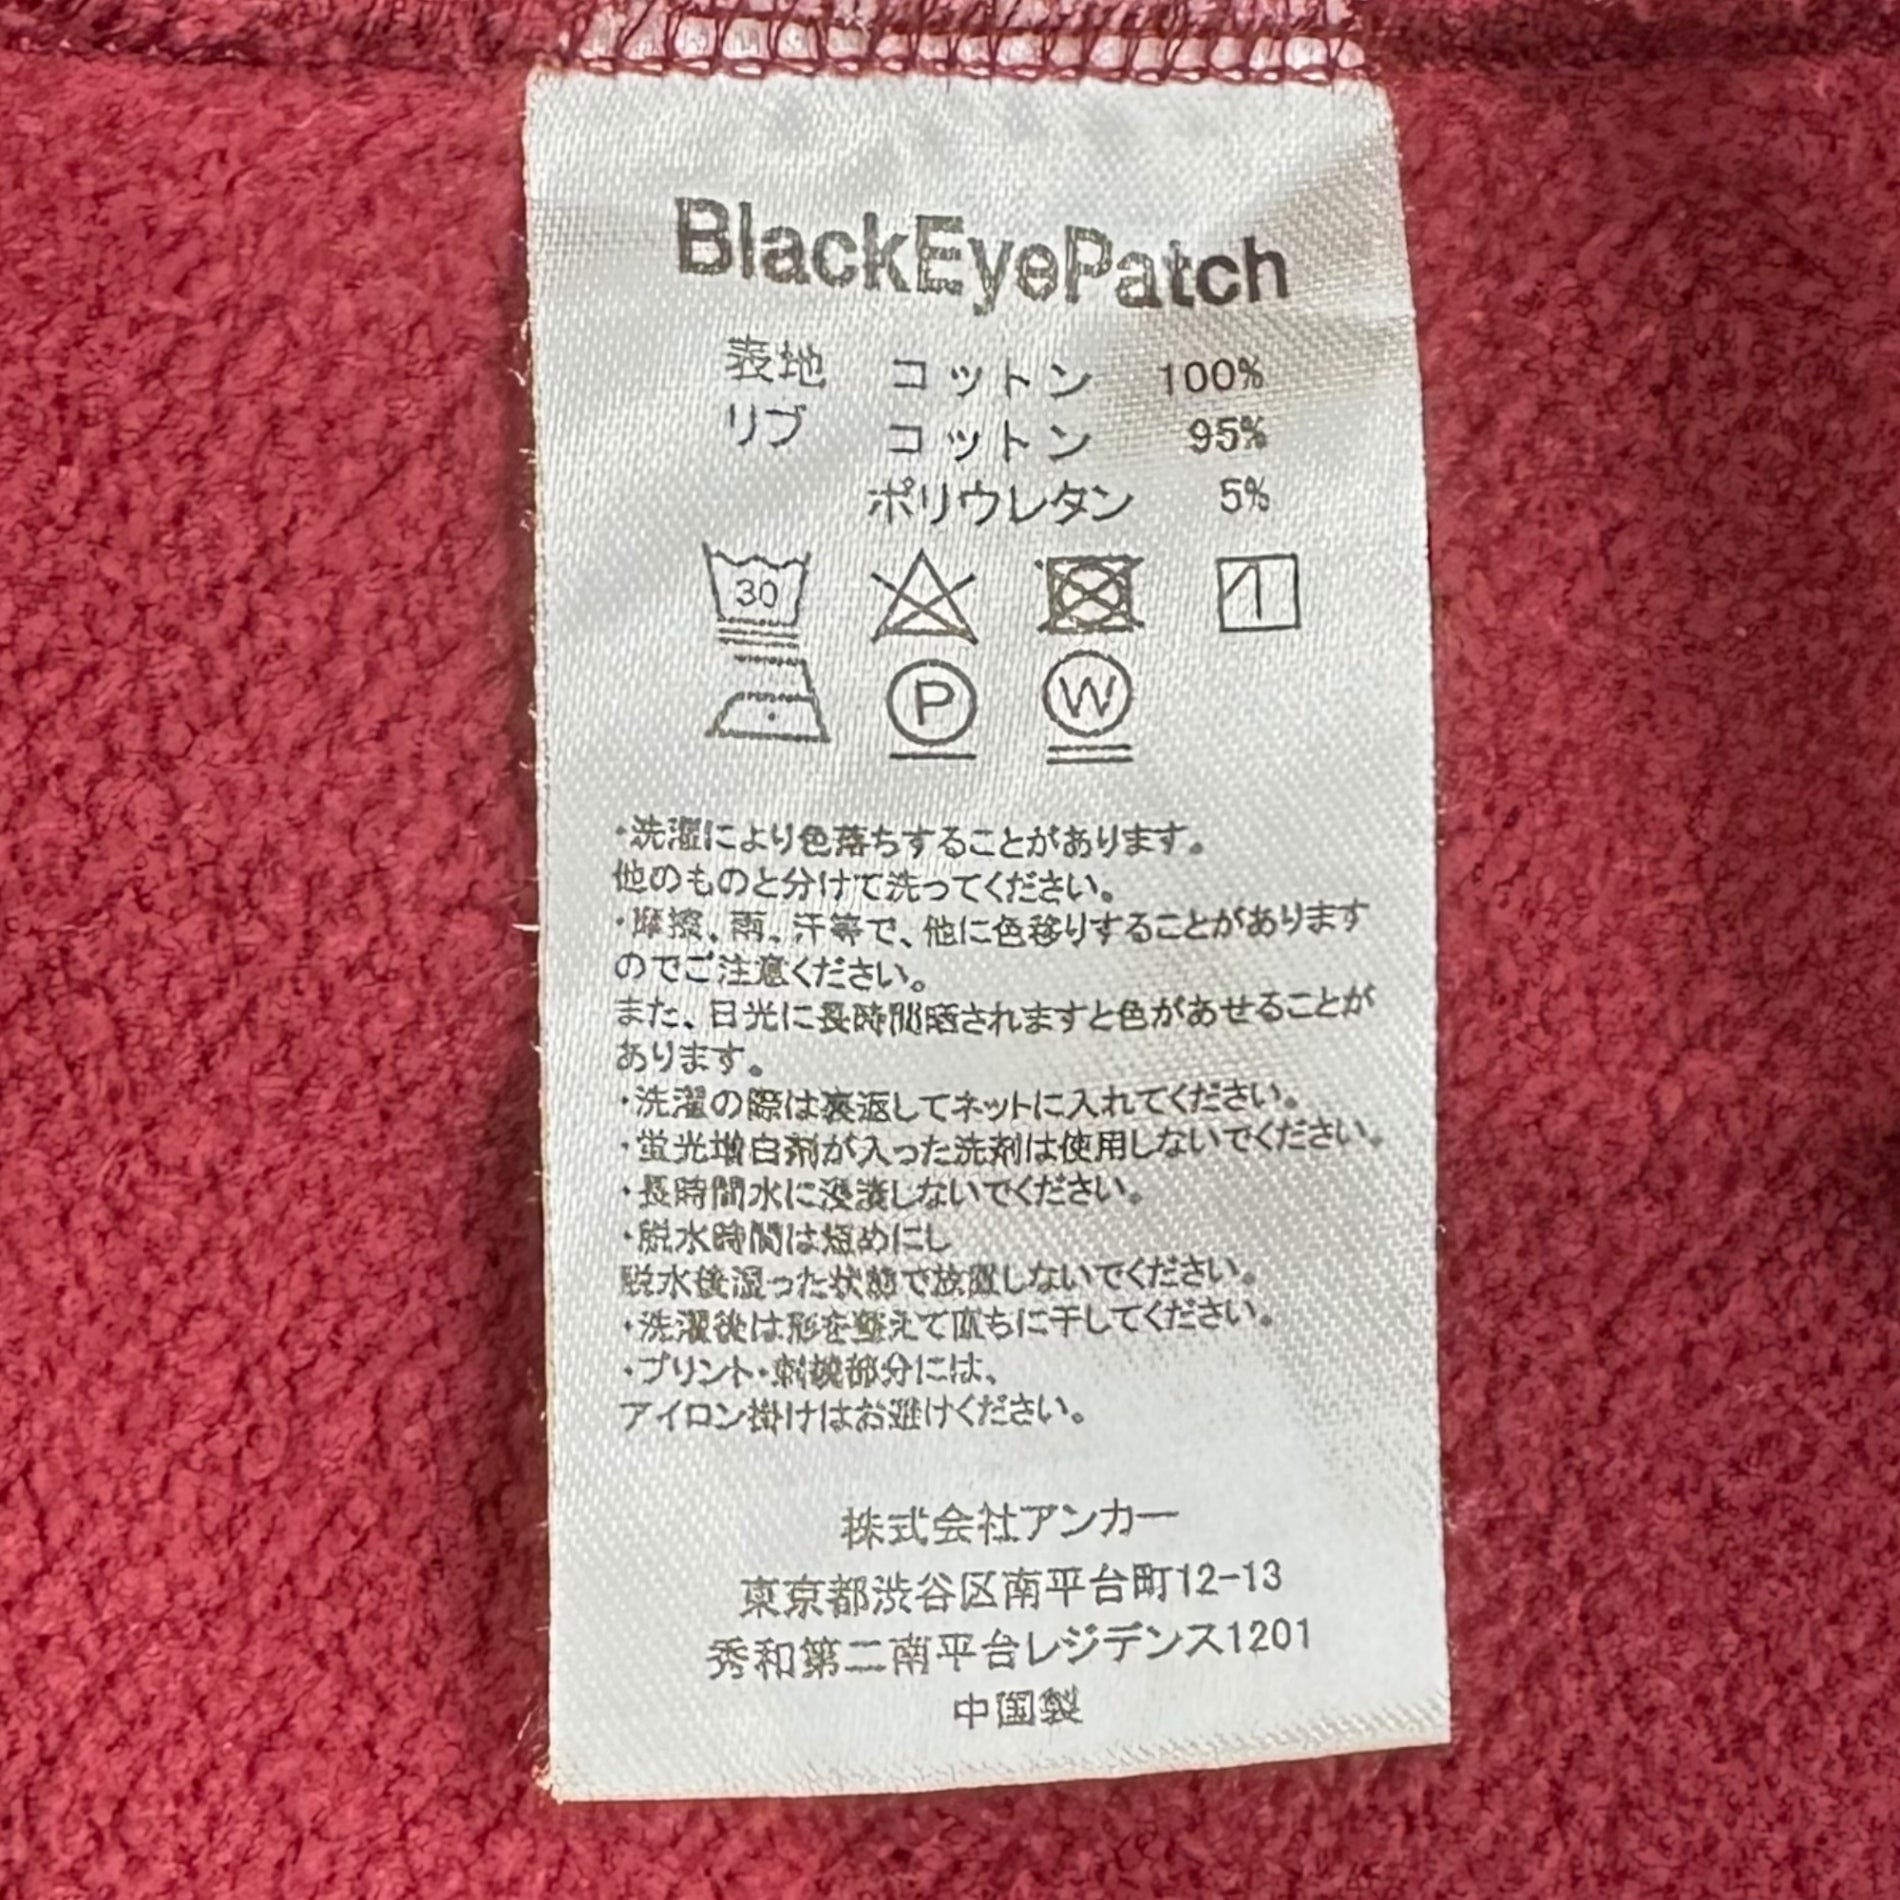 BlackEyePatch
表地 コットン 100%
リブ コットン 95%
ポリウレタン 5%
30
P
W
・洗濯により色落ちすることがあります。
他のものと分けて洗ってください。
・摩擦、雨、汗等で、他に色移りすることがあります
のでご注意ください。
また、日光に長時間晒されますと色があせることが
あります。
・洗濯の際は裏返してネットに入れてください。
・蛍光増白剤が入った洗剤は使用しないでください。
・長時間水に浸漬しないでください。
・脱水時間は短めにし
脱水後湿った状態で放置しないでください。
・洗濯後は形を整えて直ちに干してください。
・プリント・刺繍部分には、
アイロン掛けはお避けください。
株式会社アンカー
東京都渋谷区南平台町12-13
秀和第二南平台レジデンス1201
中国製